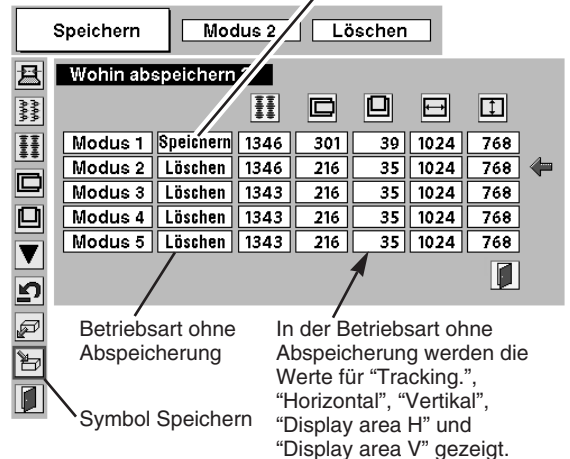 Speichern Modus 2 Löschen
Wohin abspeichern ?
Modus 1 Speichern 1346 301 39 1024 768
Modus 2 Löschen 1346 216 35 1024 768
Modus 3 Löschen 1343 216 35 1024 768
Modus 4 Löschen 1343 216 35 1024 768
Modus 5 Löschen 1343 216 35 1024 768
Betriebsart ohne
Abspeicherung
Symbol Speichern
In der Betriebsart ohne
Abspeicherung werden die
Werte für “Tracking.”,
“Horizontal”, “Vertikal”,
“Display area H” und
“Display area V” gezeigt.